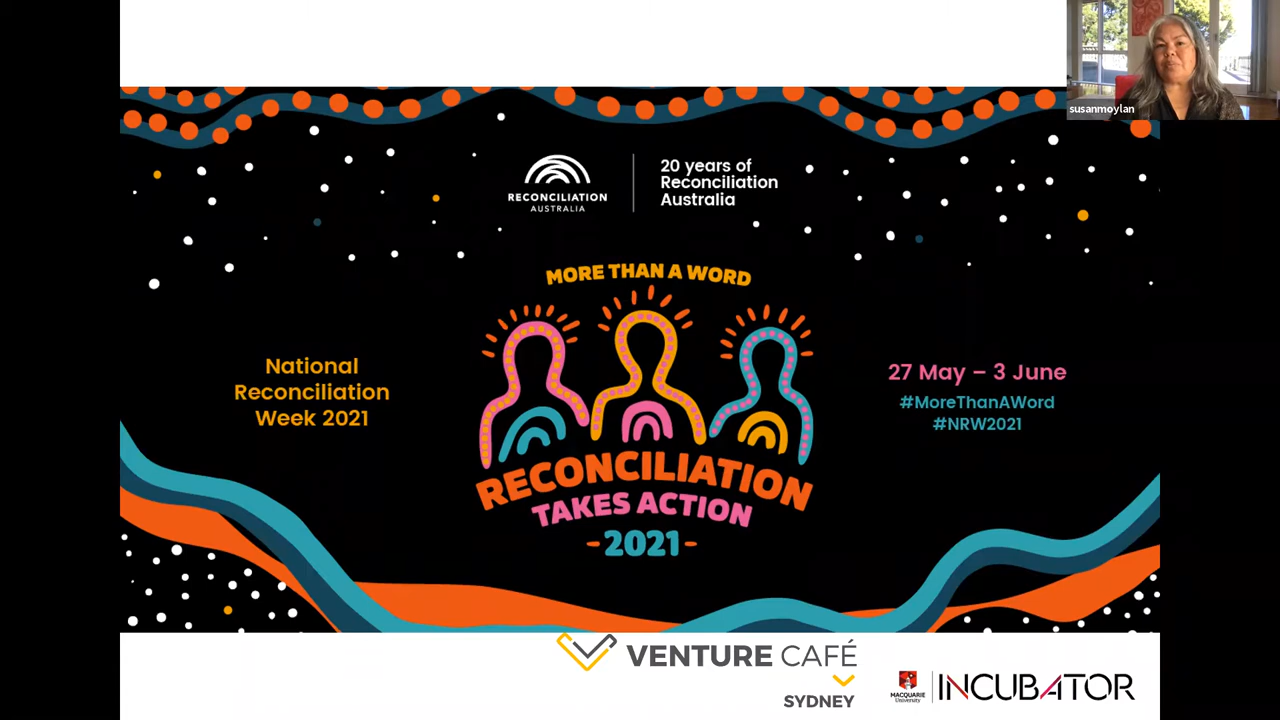 susanmoylan
RECONCILIATION
AUSTRALIA
20 years of
Reconciliation
Australia
MORE THAN A WORD
National
Reconciliation
Week 2021
27 May – 3 June
#MoreThanAWord
#NRW2021
RECONCILIATION
TAKES ACTION
-2021-
VENTURE CAFÉ
SYDNEY
MACQUARIE
University
INCUBATOR